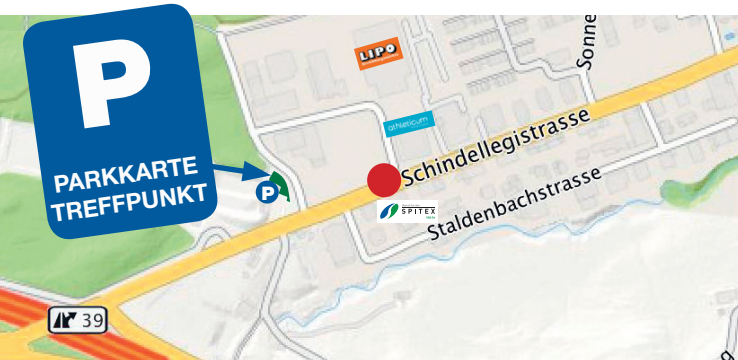 P
PARKKARTE
TREFFPUNKT
P
LIPO
atHleticum
Schindellegistrasse
Sonne
SPITEX
Staldenbachstrasse
39